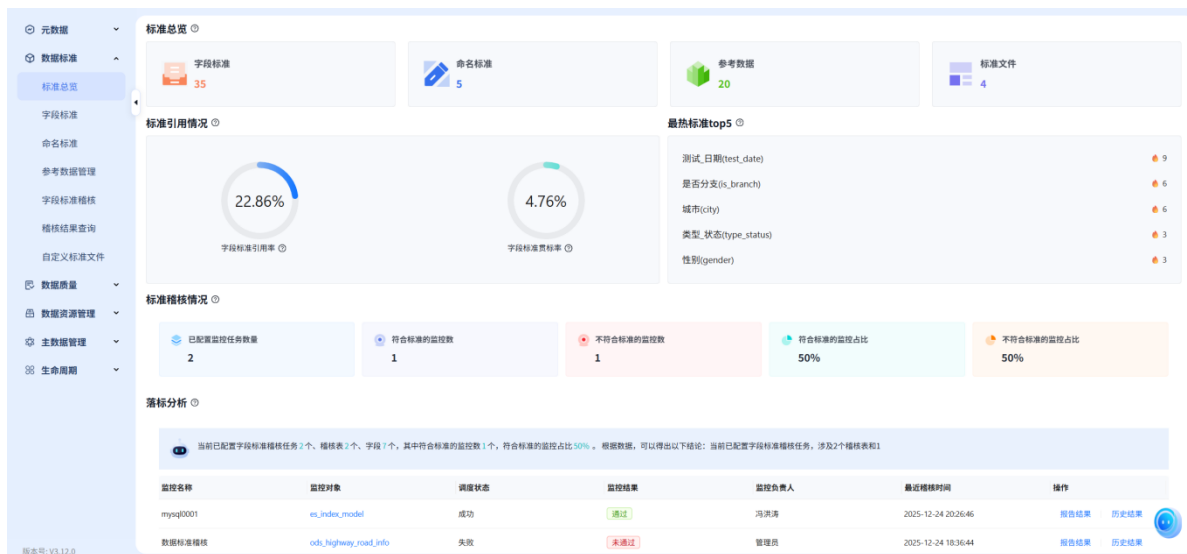 元数据
数据标准
标准总览
字段标准
命名标准
参考数据管理
字段标准稽核
稽核结果查询
自定义标准文件
数据质量
数据资源管理
主数据管理
生命周期
版本号: V3.12.0
标准总览
字段标准
35
命名标准
5
参考数据
20
标准文件
4
标准引用情况
22.86%
字段标准引用率
4.76%
字段标准贯标率
最热标准top5
测试_日期(test_date) 9
是否分支(is_branch) 6
城市(city) 6
类型_状态(type_status) 3
性别(gender) 3
标准稽核情况
已配置监控任务数量
2
符合标准的监控数
1
不符合标准的监控数
1
符合标准的监控占比
50%
不符合标准的监控占比
50%
落标分析
当前已配置字段标准稽核任务2个、稽核表2个、字段7个，其中符合标准的监控数1个，符合标准的监控占比50% 。根据数据，可以得出以下结论：当前已配置字段标准稽核任务，涉及2个稽核表和1
监控名称 监控对象 调度状态 监控结果 监控负责人 最近稽核时间 操作
mysql0001 es_index_model 成功 通过 冯洪涛 2025-12-24 20:26:46 报告结果 历史结果
数据标准稽核 ods_highway_road_info 失败 未通过 管理员 2025-12-24 18:36:44 报告结果 历史结果